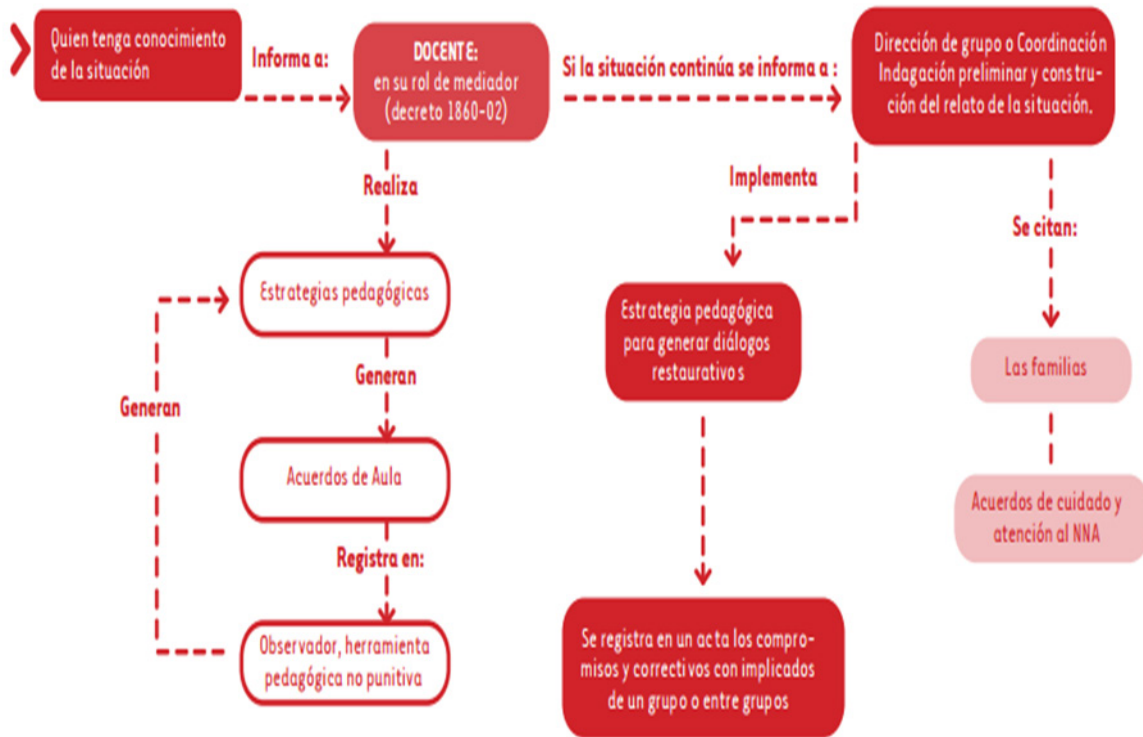 Quien tenga conocimiento
de la situación
Informa a:
DOCENTE:
en su rol de mediador
(decreto 1860-02)
Si la situación continúa se informa a :
Dirección de grupo o Coordinación
Indagación preliminar y constru-
ción del relato de la situación.
Realiza
Implementa
Se citan:
Estrategias pedagógicas
Estrategia pedagógica
para generar diálogos
restaurativos
Las familias
Generan
Generan
Acuerdos de Aula
Acuerdos de cuidado y
atención al NNA
Registra en:
Observador, herramienta
pedagógica no punitiva
Se registra en un acta los compro-
misos y correctivos con implicados
de un grupo o entre grupos